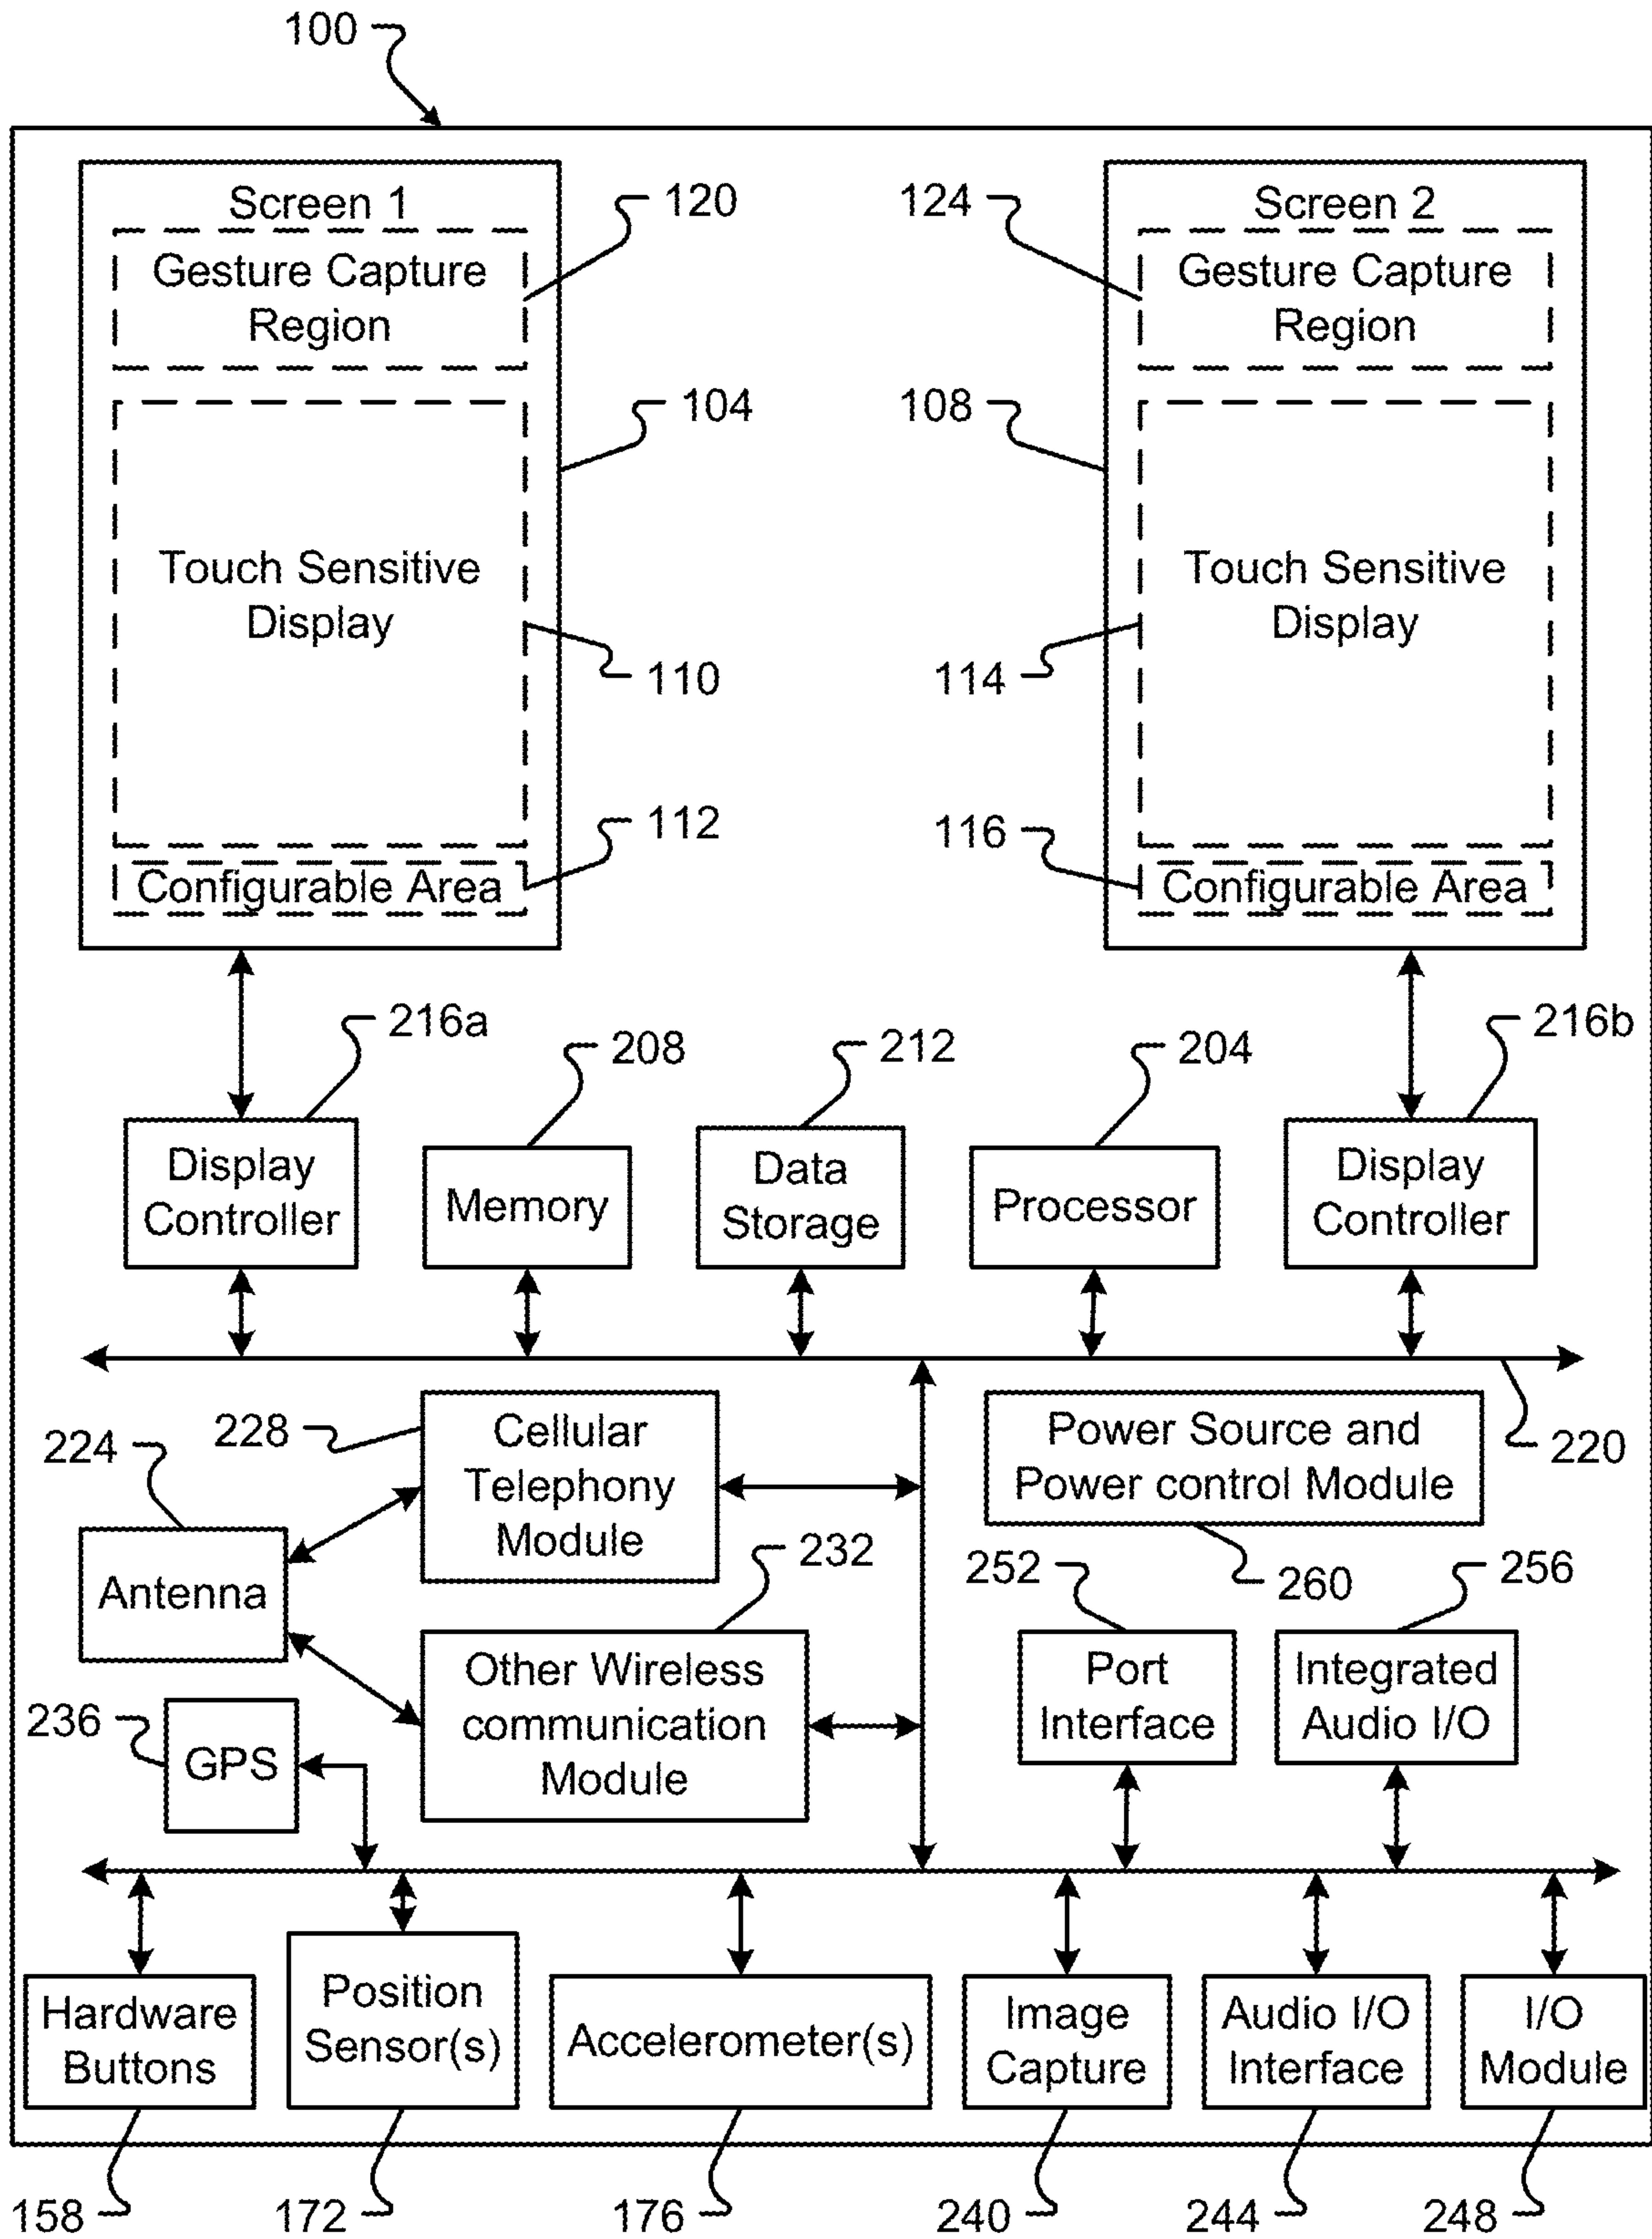 100
Screen 1
120
124
Screen 2
Gesture Capture
Region
Gesture Capture
Region
104
108
Touch Sensitive
Display
Touch Sensitive
Display
110
114
112
116
Configurable Area
Configurable Area
216a
208
212
204
216b
Display
Controller
Memory
Data
Storage
Processor
Display
Controller
224
228
Cellular
Telephony
Module
Power Source and
Power control Module
220
Antenna
232
252
260
256
Other Wireless
communication
Module
Port
Interface
Integrated
Audio I/O
236
GPS
Hardware
Buttons
Position
Sensor(s)
Accelerometer(s)
Image
Capture
Audio I/O
Interface
I/O
Module
158
172
176
240
244
248